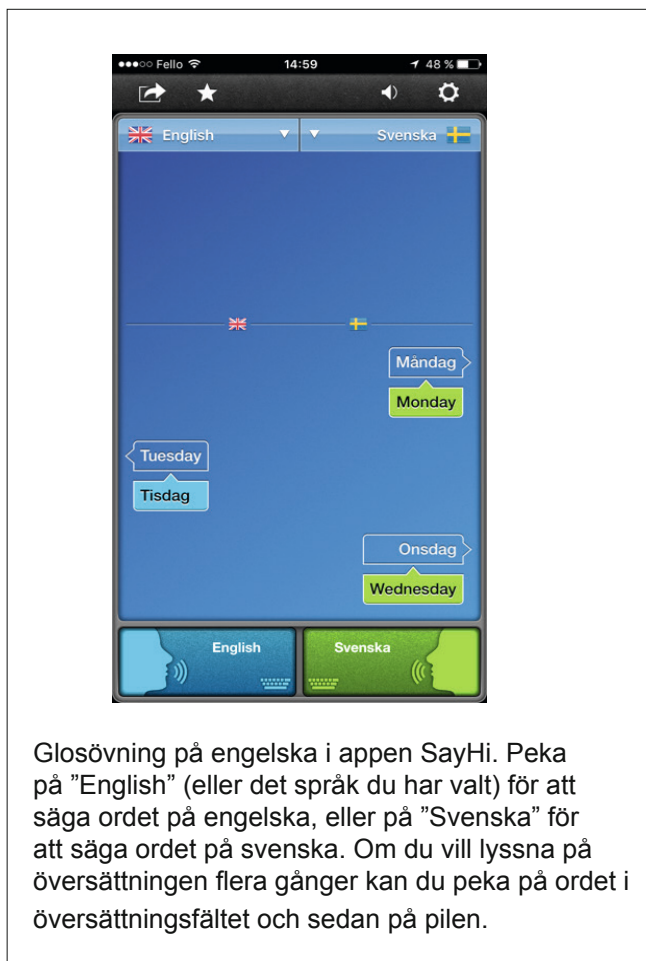 ●●●○○ Fello 14:59 48 %
English Svenska
Måndag
Monday
Tuesday
Tisdag
Onsdag
Wednesday
English Svenska
Glosövning på engelska i appen SayHi. Peka
på ”English” (eller det språk du har valt) för att
säga ordet på engelska, eller på ”Svenska” för
att säga ordet på svenska. Om du vill lyssna på
översättningen flera gånger kan du peka på ordet i
översättningsfältet och sedan på pilen.